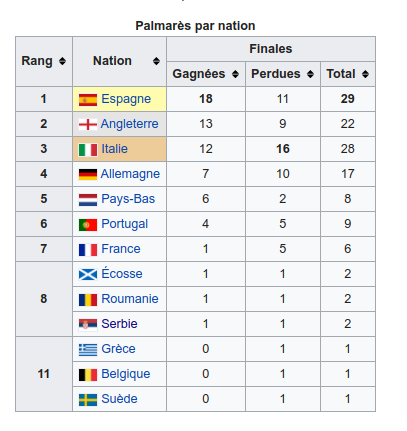 Palmarès par nation
Rang Nation Finales
Gagnées Perdues Total
1 Espagne 18 11 29
2 Angleterre 13 9 22
3 Italie 12 16 28
4 Allemagne 7 10 17
5 Pays-Bas 6 2 8
6 Portugal 4 5 9
7 France 1 5 6
8 Écosse 1 1 2
Roumanie 1 1 2
Serbie 1 1 2
11 Grèce 0 1 1
Belgique 0 1 1
Suède 0 1 1